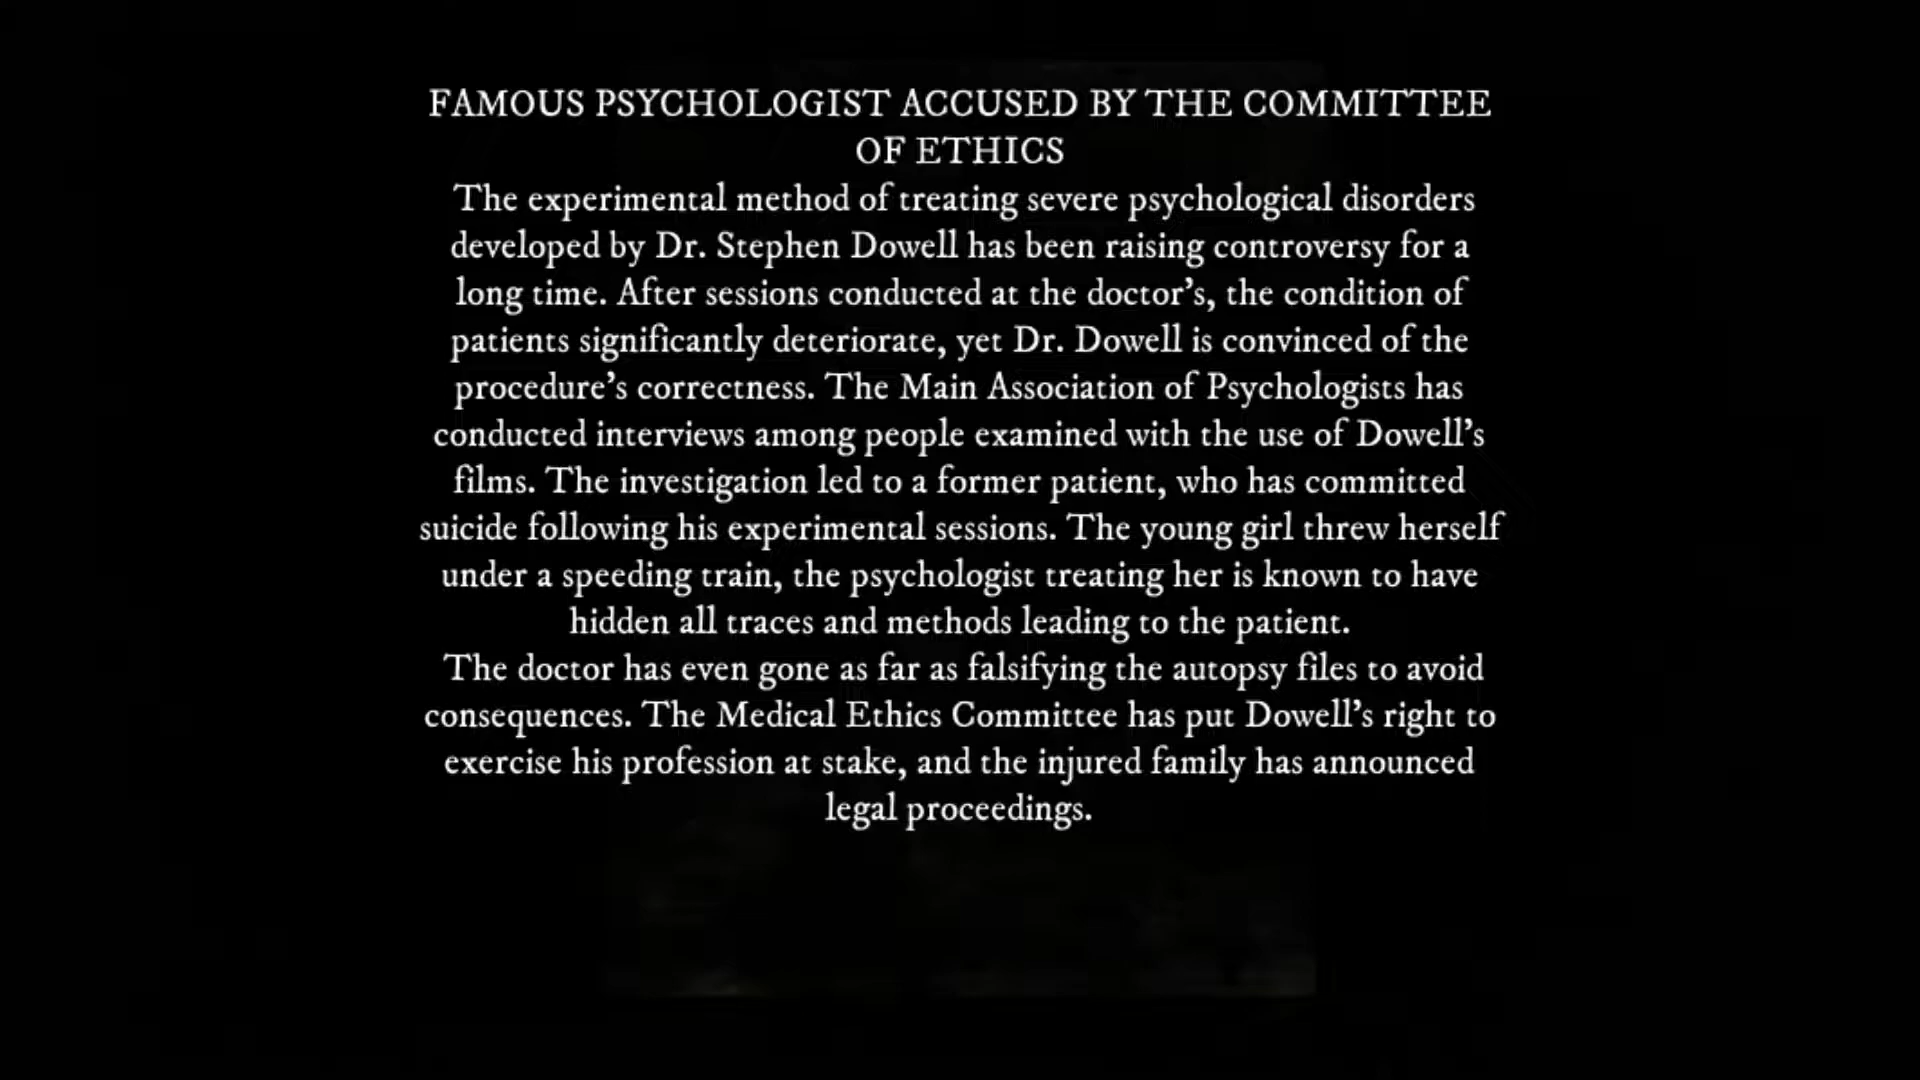 FAMOUS PSYCHOLOGIST ACCUSED BY THE COMMITTEE
OF ETHICS
The experimental method of treating severe psychological disorders
developed by Dr. Stephen Dowell has been raising controversy for a
long time. After sessions conducted at the doctor's, the condition of
patients significantly deteriorate, yet Dr. Dowell is convinced of the
procedure's correctness. The Main Association of Psychologists has
conducted interviews among people examined with the use of Dowell's
films. The investigation led to a former patient, who has committed
suicide following his experimental sessions. The young girl threw herself
under a speeding train, the psychologist treating her is known to have
hidden all traces and methods leading to the patient.
The doctor has even gone as far as falsifying the autopsy files to avoid
consequences. The Medical Ethics Committee has put Dowell's right to
exercise his profession at stake, and the injured family has announced
legal proceedings.